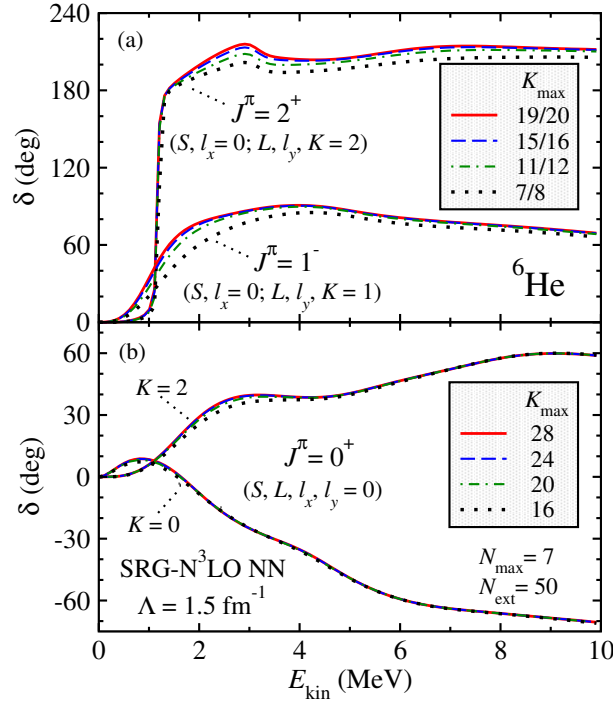 (a)
240
180
120
60
0
δ (deg)
J^π = 2^+
(S, l_x = 0; L, l_y, K = 2)
K_max
19/20
15/16
11/12
7/8
J^π = 1^-
(S, l_x = 0; L, l_y, K = 1)
^6He
(b)
60
30
0
-30
-60
δ (deg)
K = 2
K = 0
J^π = 0^+
(S, L, l_x, l_y = 0)
K_max
28
24
20
16
SRG-N^3LO NN
Λ = 1.5 fm^-1
N_max = 7
N_ext = 50
0 2 4 6 8 10
E_kin (MeV)